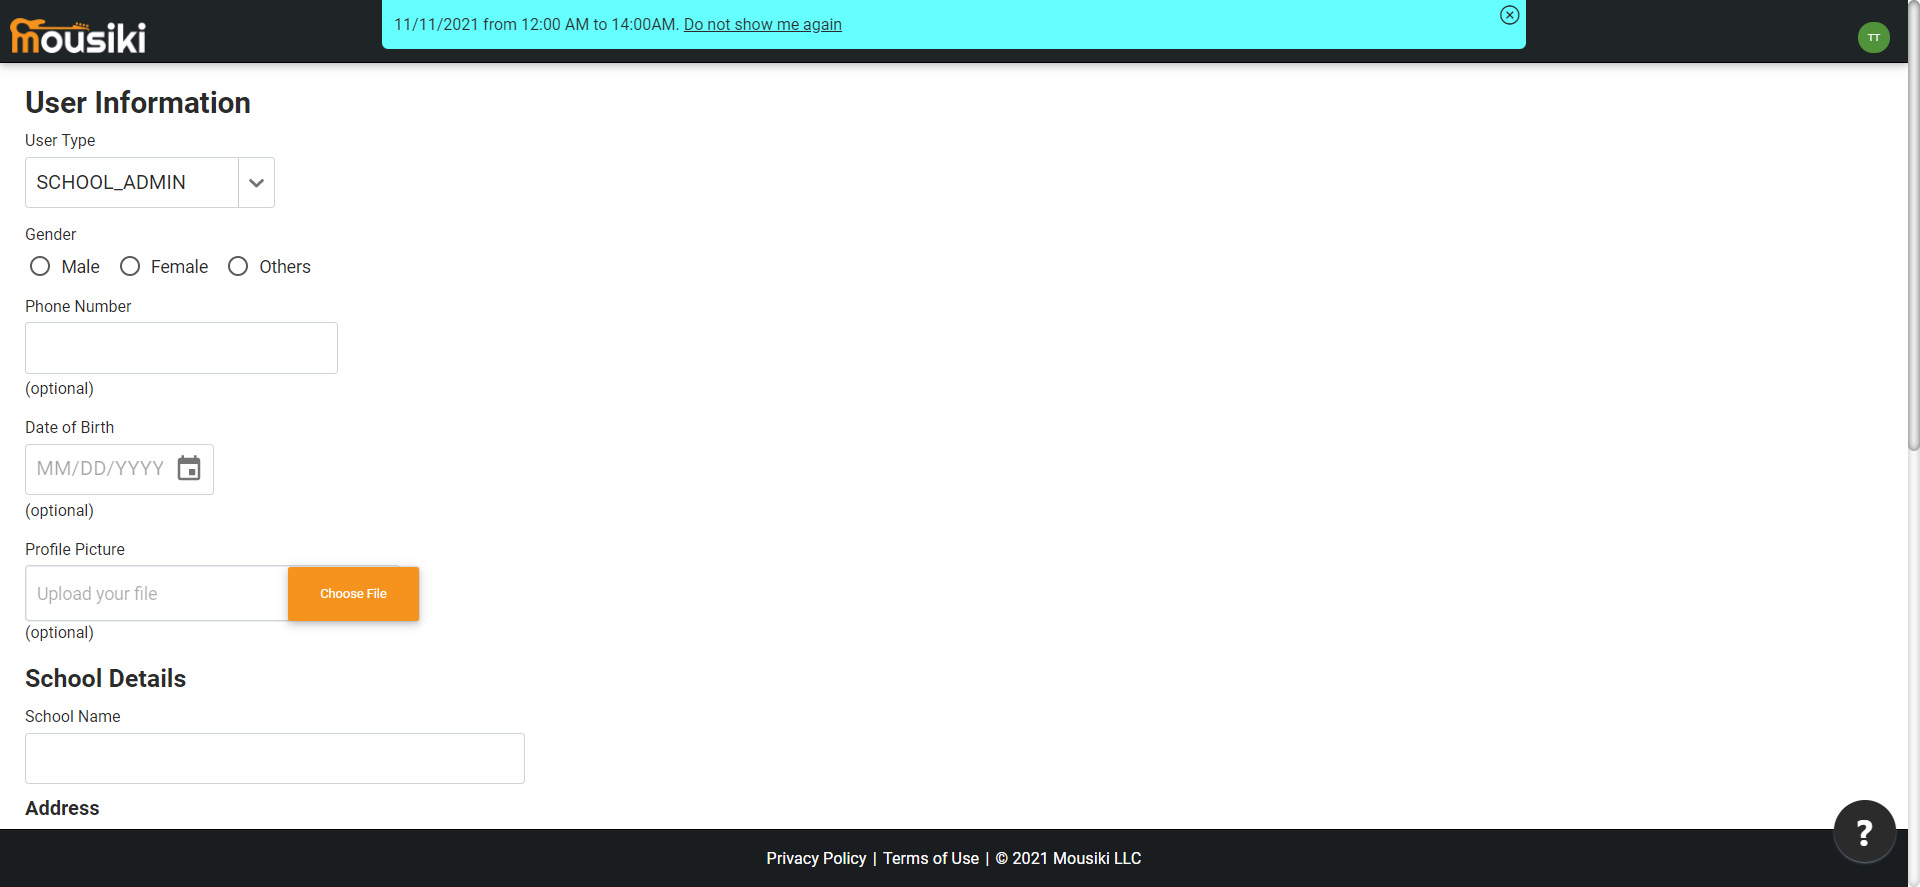 mousiki
11/11/2021 from 12:00 AM to 14:00AM. Do not show me again
TT
User Information
User Type
SCHOOL_ADMIN
Gender
Male Female Others
Phone Number
(optional)
Date of Birth
MM/DD/YYYY
(optional)
Profile Picture
Upload your file Choose File
(optional)
School Details
School Name
Address
?
Privacy Policy | Terms of Use | © 2021 Mousiki LLC